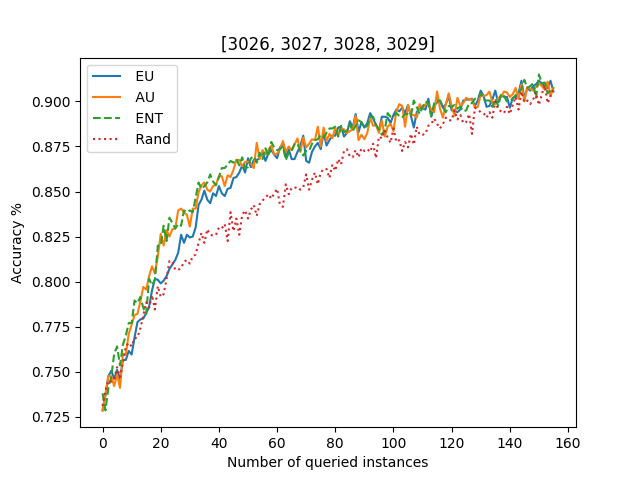 [3026, 3027, 3028, 3029]
EU
AU
ENT
Rand
Accuracy %
0.900
0.875
0.850
0.825
0.800
0.775
0.750
0.725
0 20 40 60 80 100 120 140 160
Number of queried instances